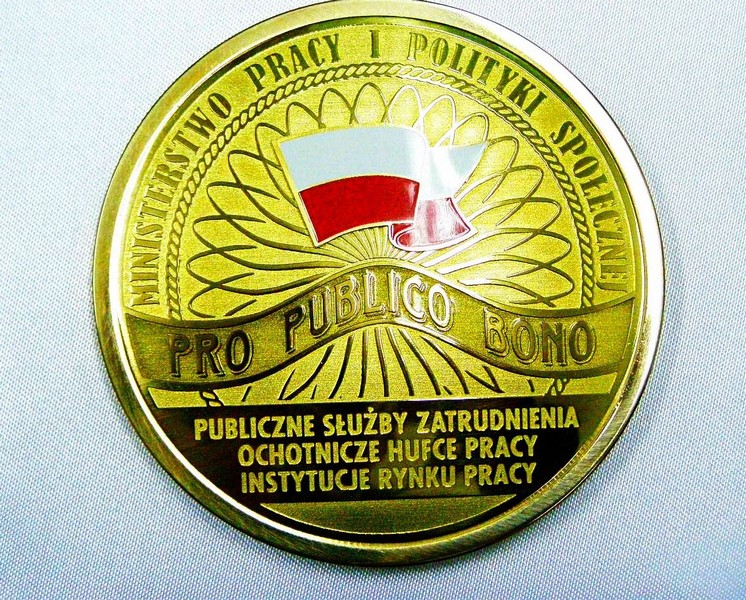 MINISTERSTWO PRACY I POLITYKI SPOŁECZNEJ
PRO PUBLICO BONO
PUBLICZNE SŁUŻBY ZATRUDNIENIA
OCHOTNICZE HUFCE PRACY
INSTYTUCJE RYNKU PRACY